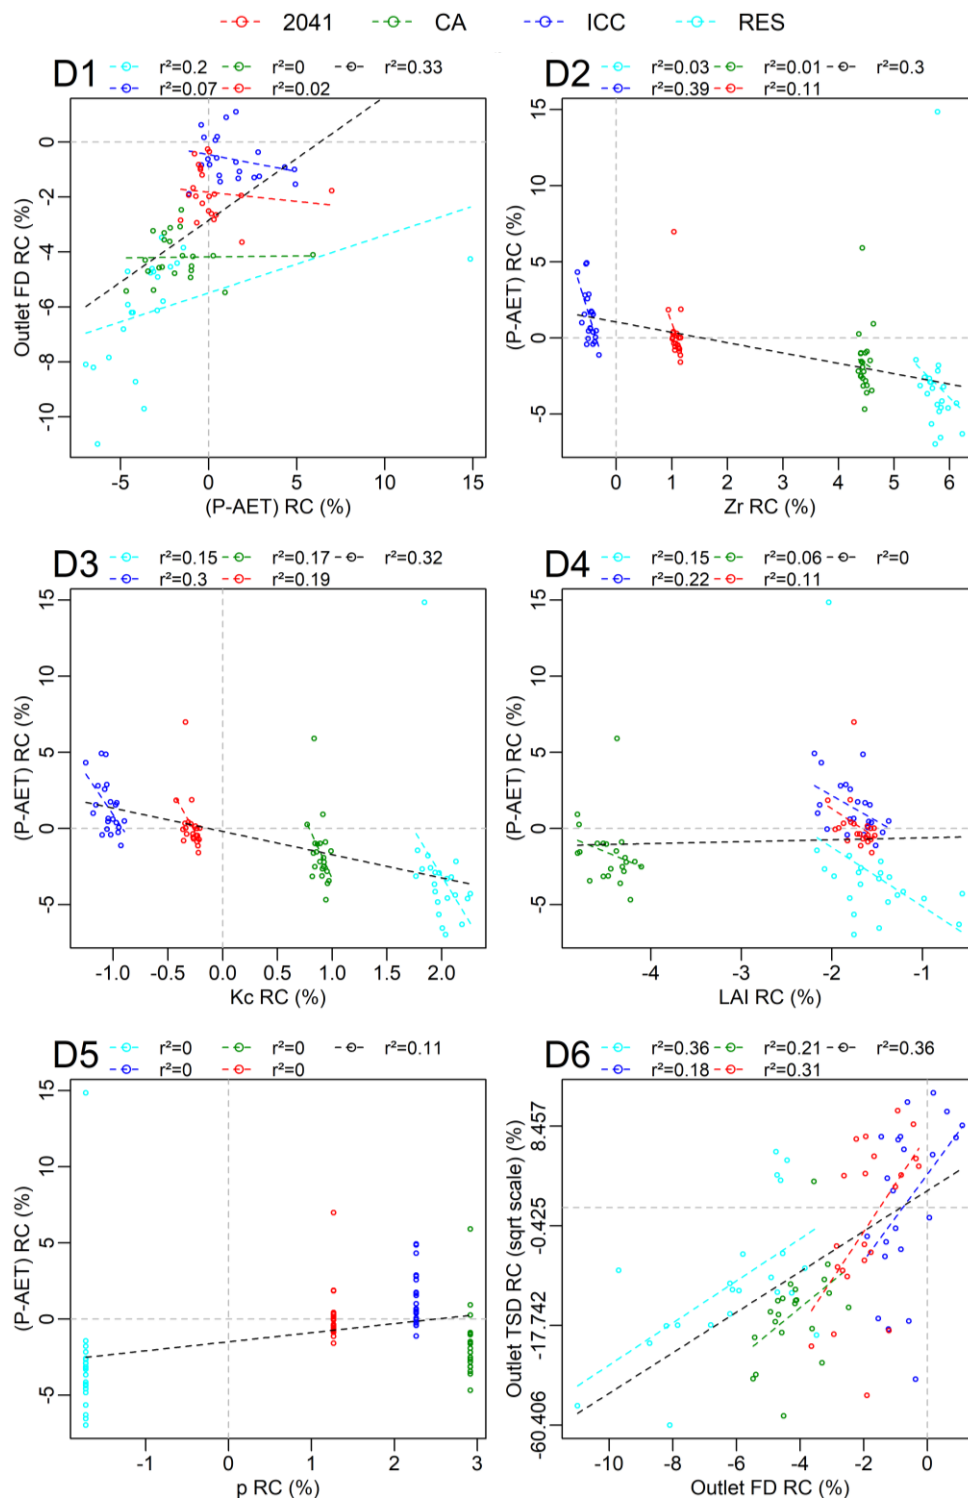 2041 CA ICC RES
D1 r²=0.2 r²=0 r²=0.33
r²=0.07 r²=0.02
Outlet FD RC (%)
0
-2
-4
-6
-8
-10
-5 0 5 10 15
(P-AET) RC (%)
D2 r²=0.03 r²=0.01 r²=0.3
r²=0.39 r²=0.11
(P-AET) RC (%)
15
10
5
0
-5
0 1 2 3 4 5 6
Zr RC (%)
D3 r²=0.15 r²=0.17 r²=0.32
r²=0.3 r²=0.19
(P-AET) RC (%)
15
10
5
0
-5
-1.0 -0.5 0.0 0.5 1.0 1.5 2.0
Kc RC (%)
D4 r²=0.15 r²=0.06 r²=0
r²=0.22 r²=0.11
(P-AET) RC (%)
15
10
5
0
-5
-4 -3 -2 -1
LAI RC (%)
D5 r²=0 r²=0 r²=0.11
r²=0 r²=0
(P-AET) RC (%)
15
10
5
0
-5
-1 0 1 2 3
p RC (%)
D6 r²=0.36 r²=0.21 r²=0.36
r²=0.18 r²=0.31
Outlet TSD RC (sqrt scale) (%)
8.457
-0.425
-17.742
-60.406
-10 -8 -6 -4 -2 0
Outlet FD RC (%)